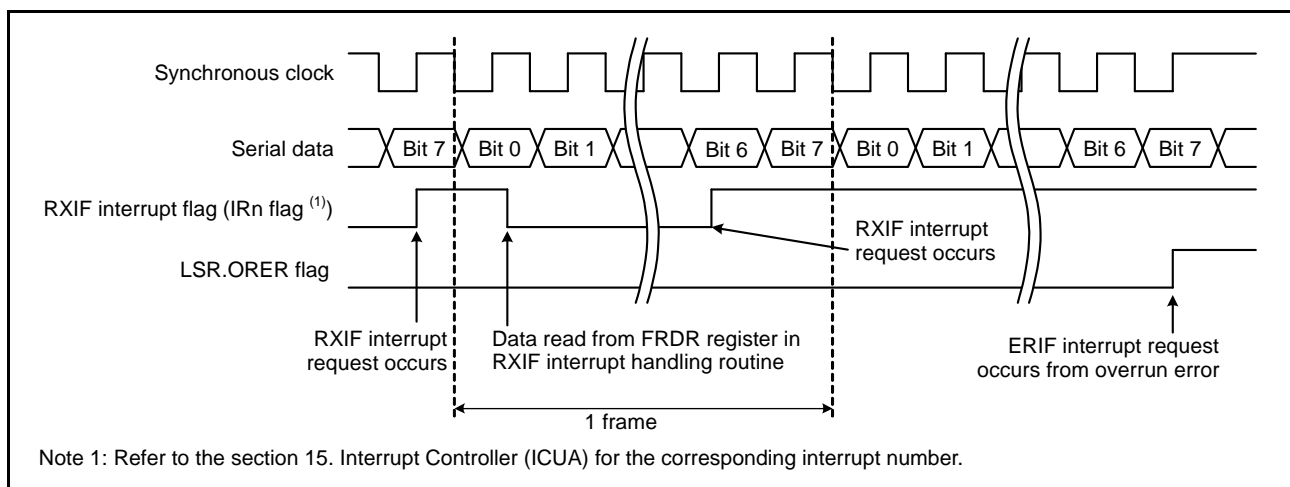 Synchronous clock
Serial data
Bit 7 Bit 0 Bit 1 Bit 6 Bit 7 Bit 0 Bit 1 Bit 6 Bit 7
RXIF interrupt flag (IRn flag (1))
RXIF interrupt
request occurs
LSR.ORER flag
RXIF interrupt
request occurs
Data read from FRDR register in
RXIF interrupt handling routine
ERIF interrupt request
occurs from overrun error
1 frame
Note 1: Refer to the section 15. Interrupt Controller (ICUA) for the corresponding interrupt number.